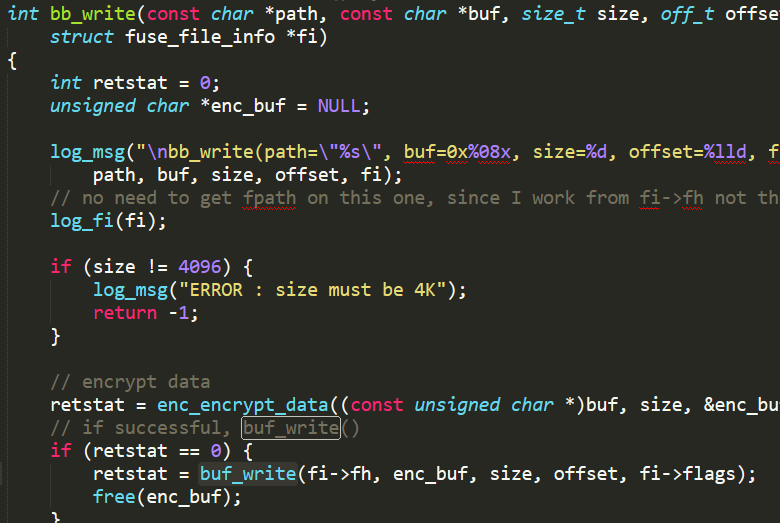 int bb_write(const char *path, const char *buf, size_t size, off_t offse
struct fuse_file_info *fi)
{
int retstat = 0;
unsigned char *enc_buf = NULL;
log_msg("\nbb_write(path=\"%s\", buf=0x%08x, size=%d, offset=%lld, f
path, buf, size, offset, fi);
// no need to get fpath on this one, since I work from fi->fh not th
log_fi(fi);
if (size != 4096) {
log_msg("ERROR : size must be 4K");
return -1;
}
// encrypt data
retstat = enc_encrypt_data((const unsigned char *)buf, size, &enc_bu
// if successful, buf_write()
if (retstat == 0) {
retstat = buf_write(fi->fh, enc_buf, size, offset, fi->flags);
free(enc_buf);
}